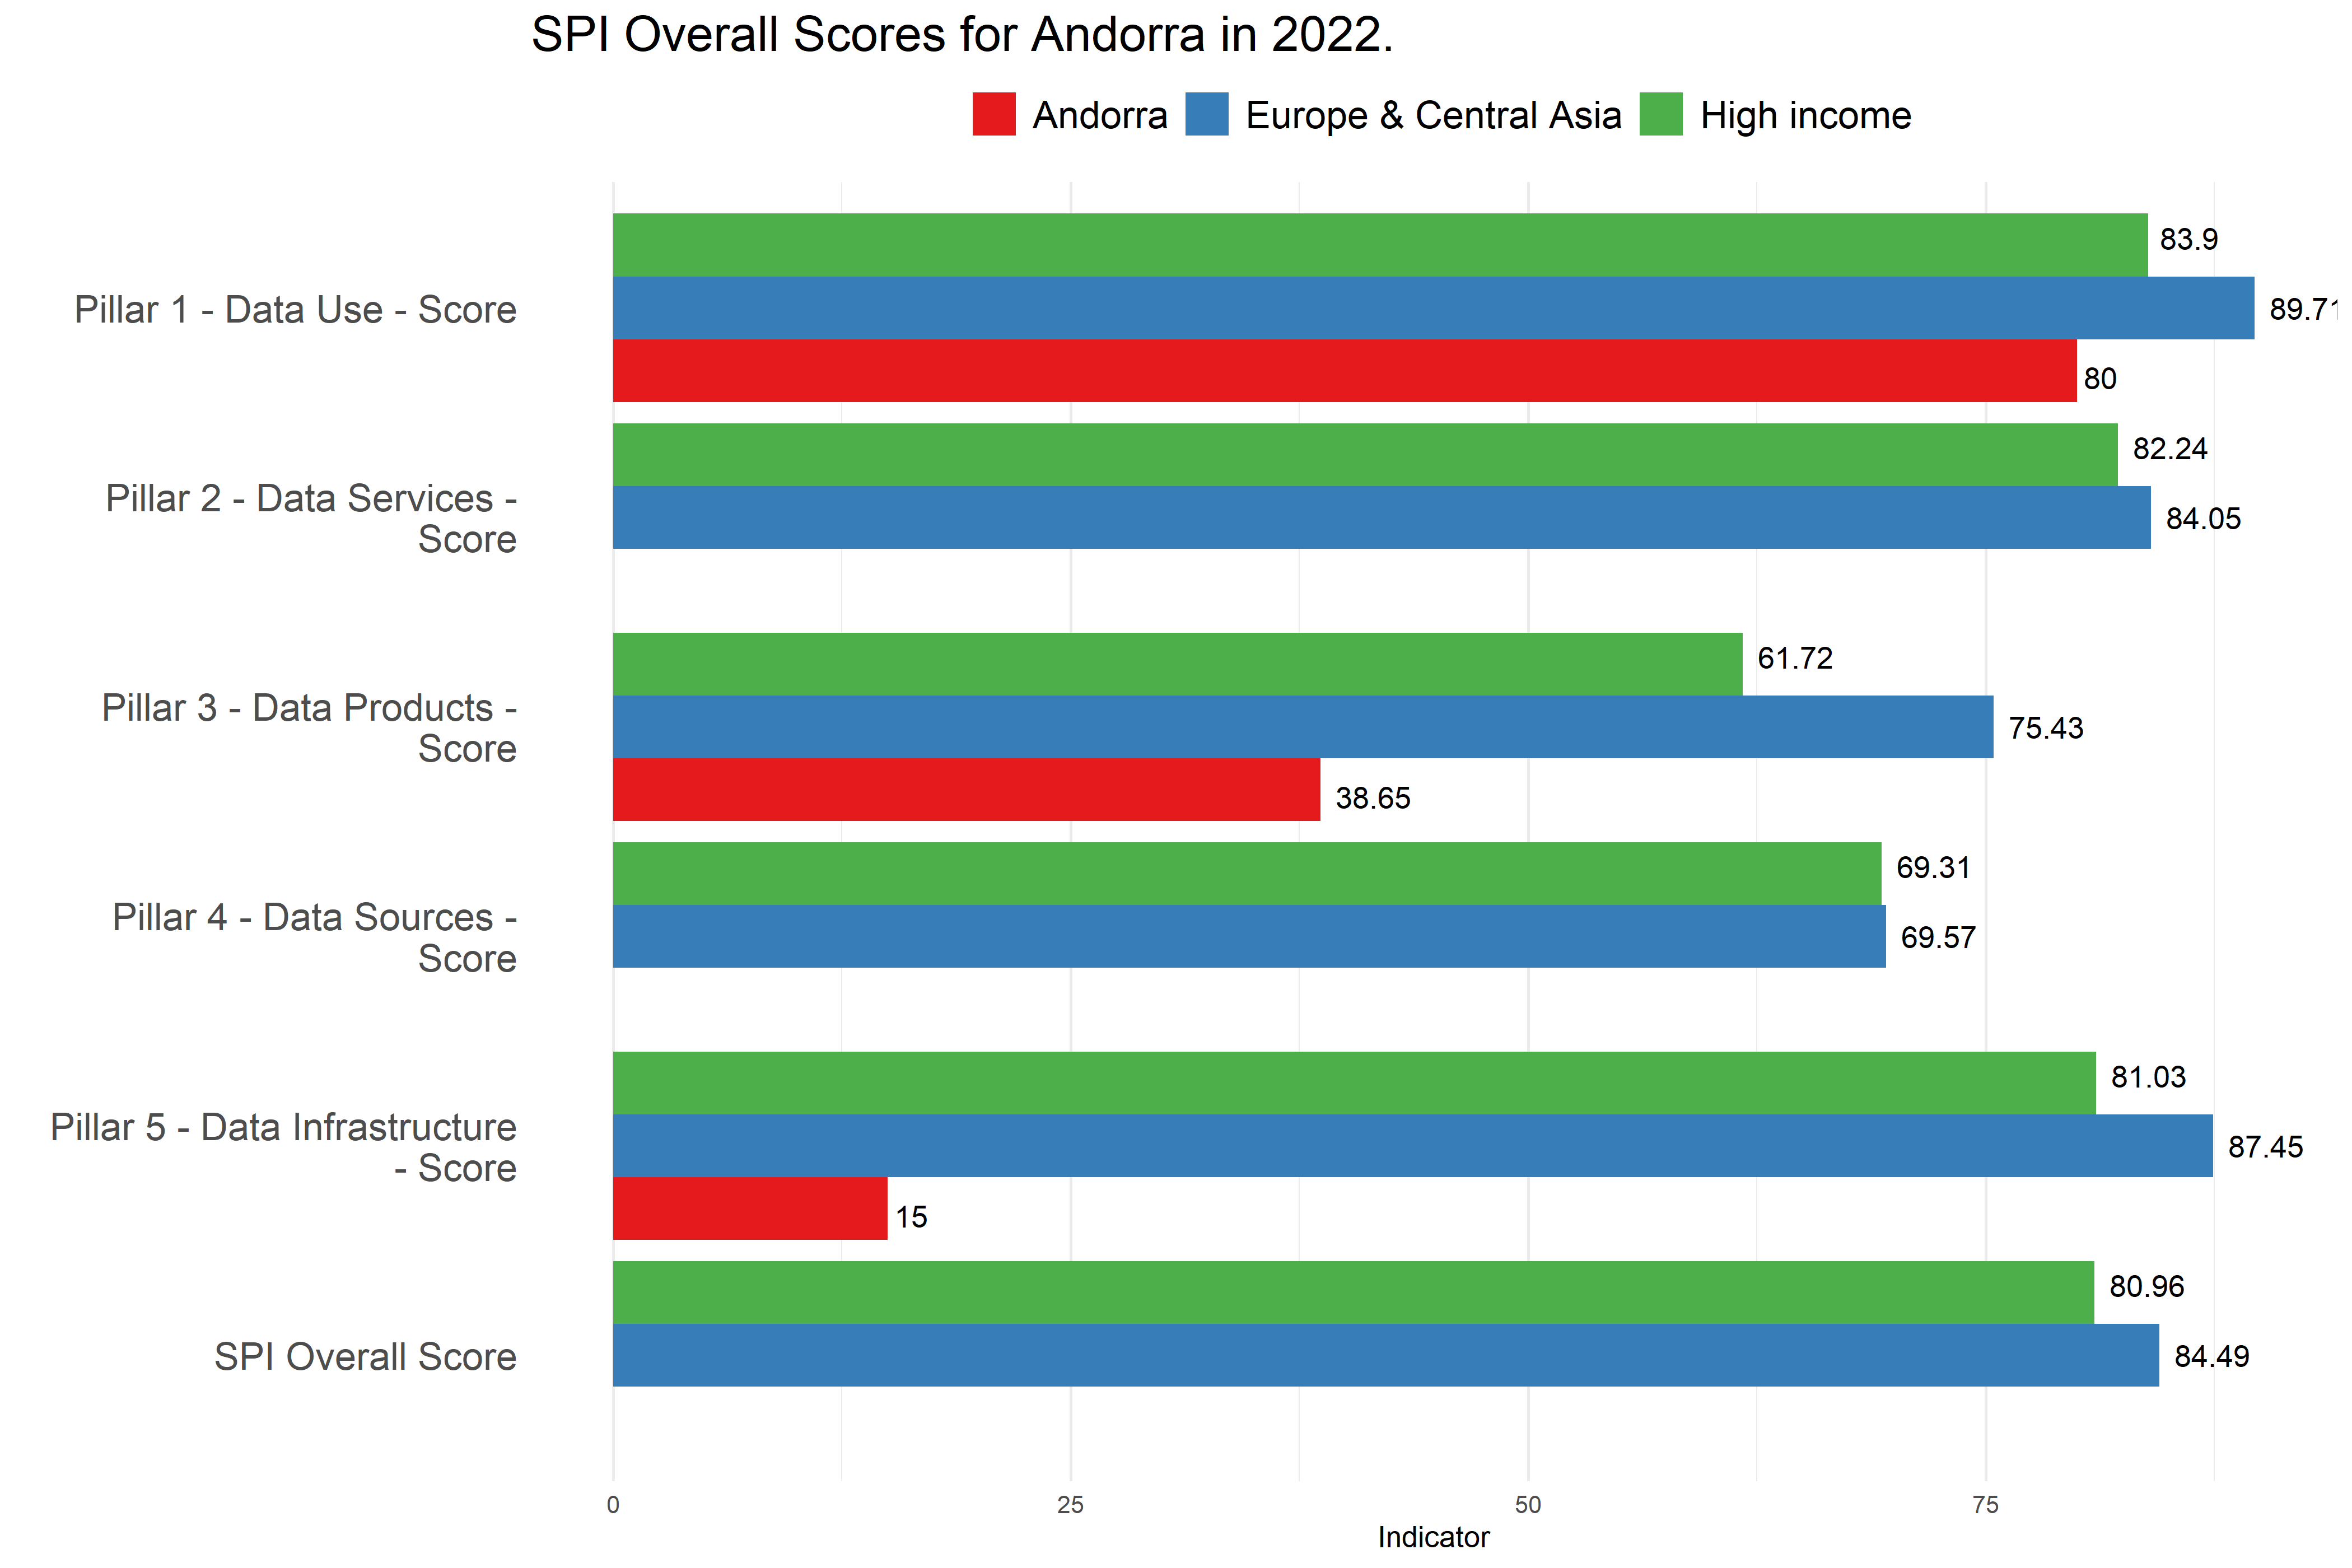 SPI Overall Scores for Andorra in 2022.
Andorra Europe & Central Asia High income
Pillar 1 - Data Use - Score
83.9
89.71
80
Pillar 2 - Data Services -
Score
82.24
84.05
Pillar 3 - Data Products -
Score
61.72
75.43
38.65
Pillar 4 - Data Sources -
Score
69.31
69.57
Pillar 5 - Data Infrastructure
- Score
81.03
87.45
15
SPI Overall Score
80.96
84.49
0 25 50 75
Indicator